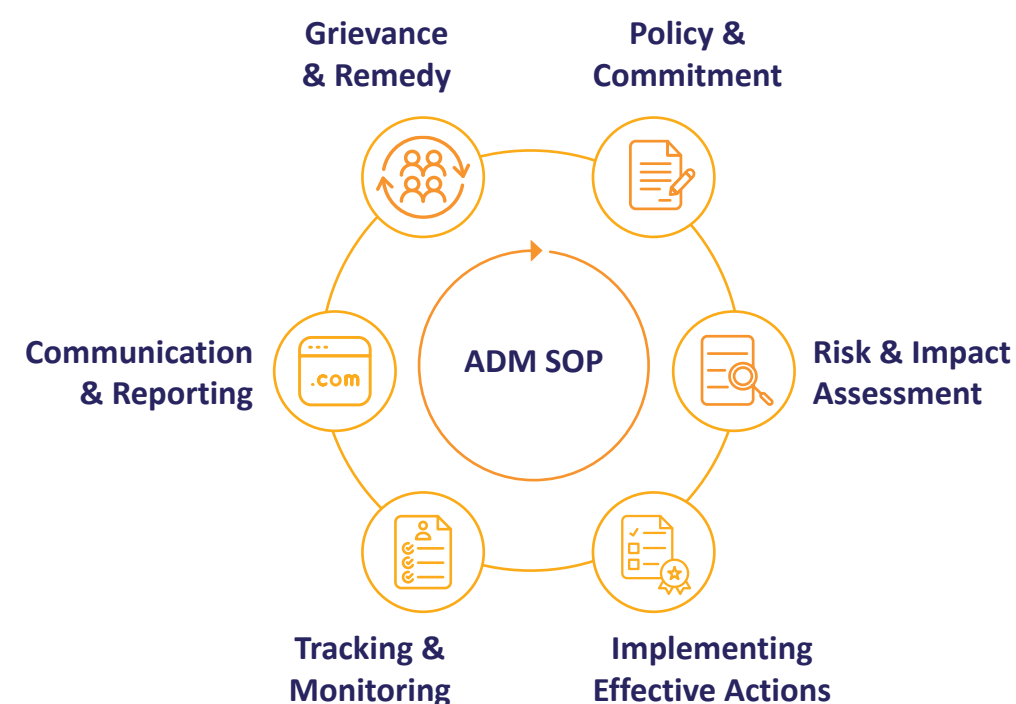 Grievance
& Remedy
Policy &
Commitment
Communication
& Reporting
.com
ADM SOP
Risk & Impact
Assessment
Tracking &
Monitoring
Implementing
Effective Actions